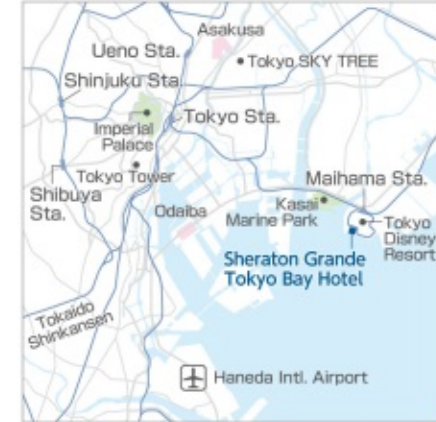 Asakusa
Ueno Sta.
Tokyo SKY TREE
Shinjuku Sta.
Tokyo Sta.
Imperial
Palace
Tokyo Tower
Maihama Sta.
Shibuya
Sta.
Odaiba
Kasai
Marine Park
Tokyo
Disney
Resort
Sheraton Grande
Tokyo Bay Hotel
Tokaido
Shinkansen
Haneda Intl. Airport